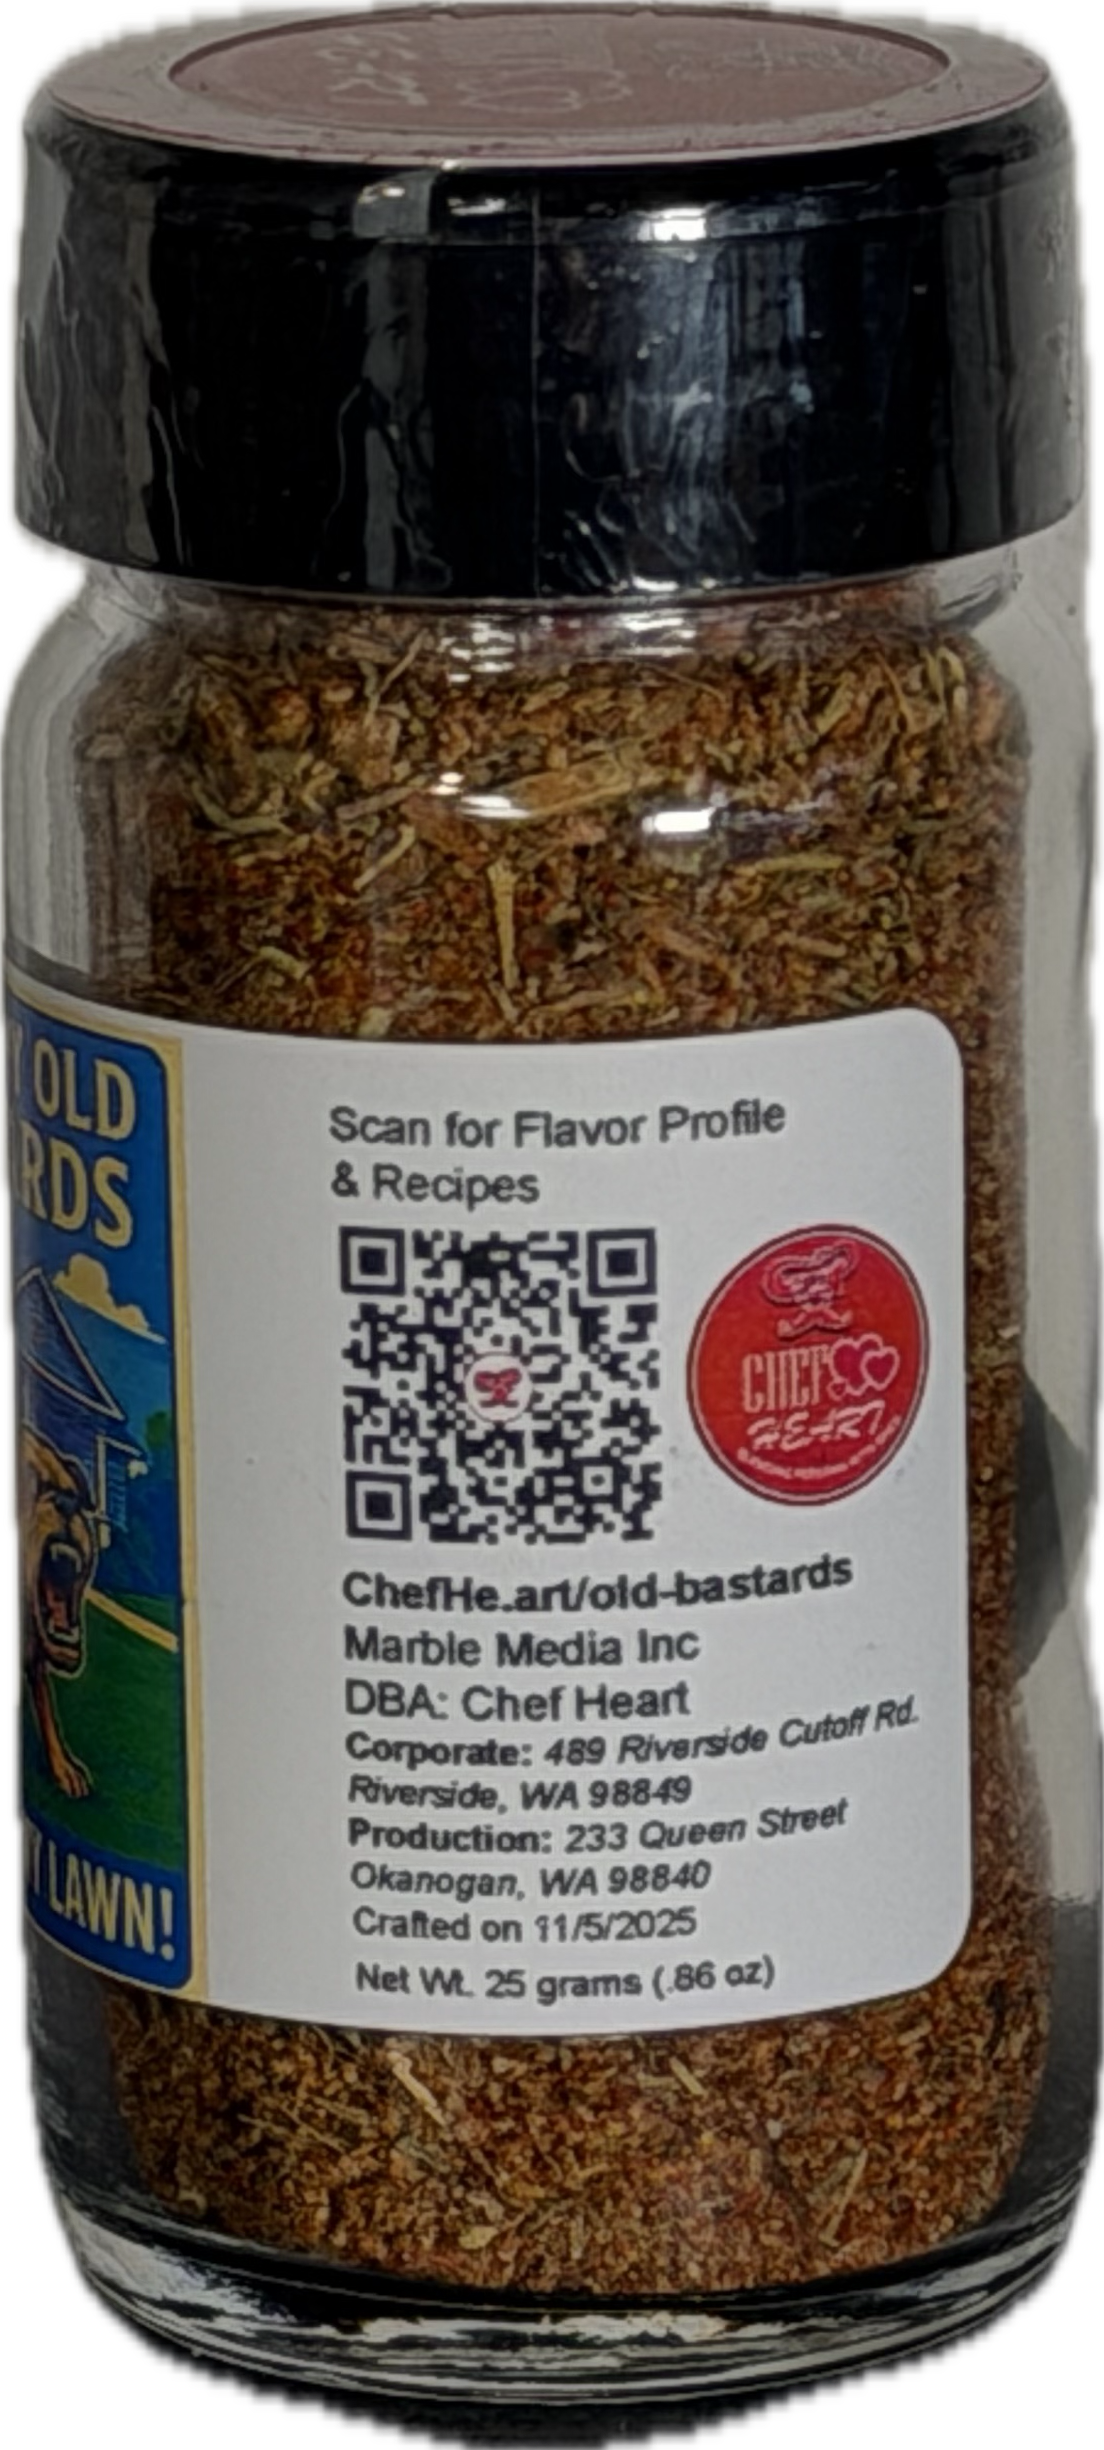 Y OLD
RDS
Y LAWN!
Scan for Flavor Profile
& Recipes
CHEF
HEART
ChefHe.art/old-bastards
Marble Media Inc
DBA: Chef Heart
Corporate: 489 Riverside Cutoff Rd.
Riverside, WA 98849
Production: 233 Queen Street
Okanogan, WA 98840
Crafted on 11/5/2025
Net Wt. 25 grams (.86 oz)